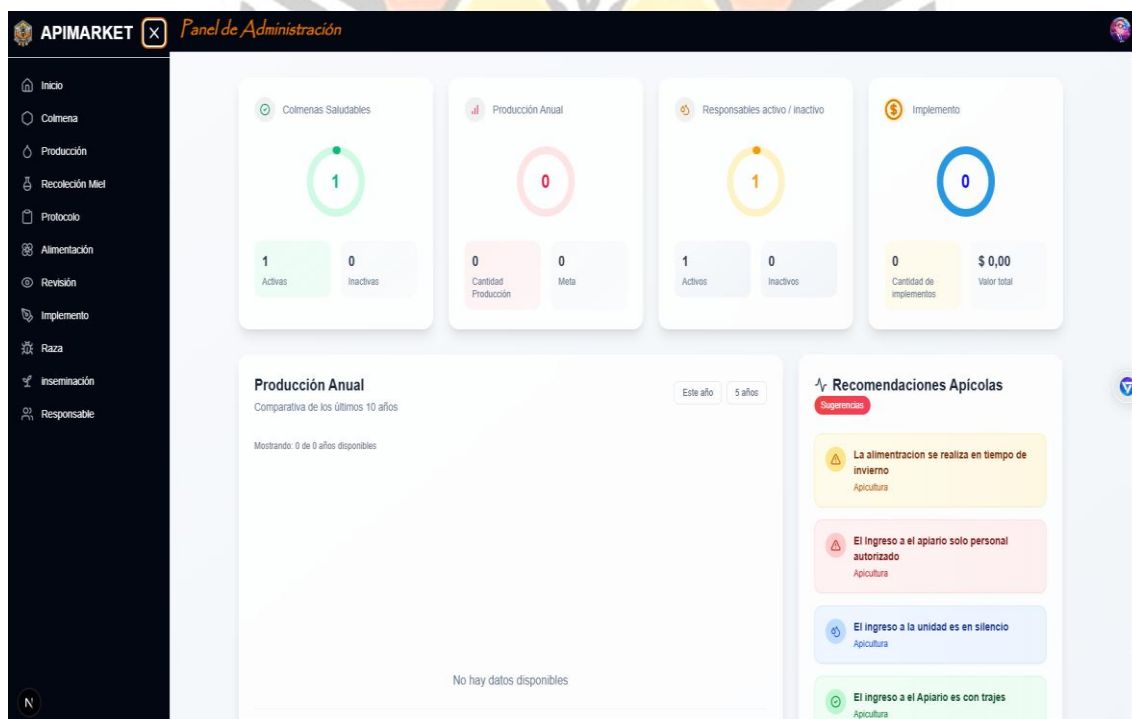 APIMARKET
X
Panel de Administración
Inicio
Colmena
Producción
Recoleción Miel
Protocolo
Alimentación
Revisión
Implemento
Raza
inseminación
Responsable
N
Colmenas Saludables
1
1
Activas
0
Inactivas
Producción Anual
0
0
Cantidad
Producción
0
Meta
Responsables activo / inactivo
1
1
Activos
0
Inactivos
$
Implemento
0
0
Cantidad de
implementos
$ 0,00
Valor total
Producción Anual
Comparativa de los últimos 10 años
Este año
5 años
Mostrando: 0 de 0 años disponibles
No hay datos disponibles
Recomendaciones Apícolas
Sugerencias
La alimentracion se realiza en tiempo de
invierno
Apicultura
El Ingreso a el apiario solo personal
autorizado
Apicultura
El ingreso a la unidad es en silencio
Apicultura
El ingreso a el Apiario es con trajes
Apicultura